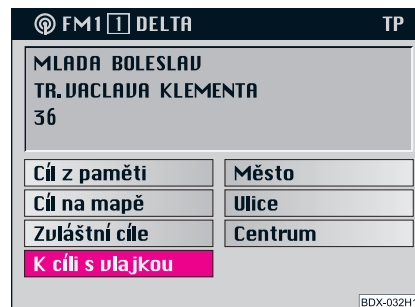 FM1 1 DELTA TP
MLADA BOLESLAV
TR.VACLAVA KLEMENTA
36
Cíl z paměti Město
Cíl na mapě Ulice
Zvláštní cíle Centrum
K cíli s vlajkou
BDX-032H